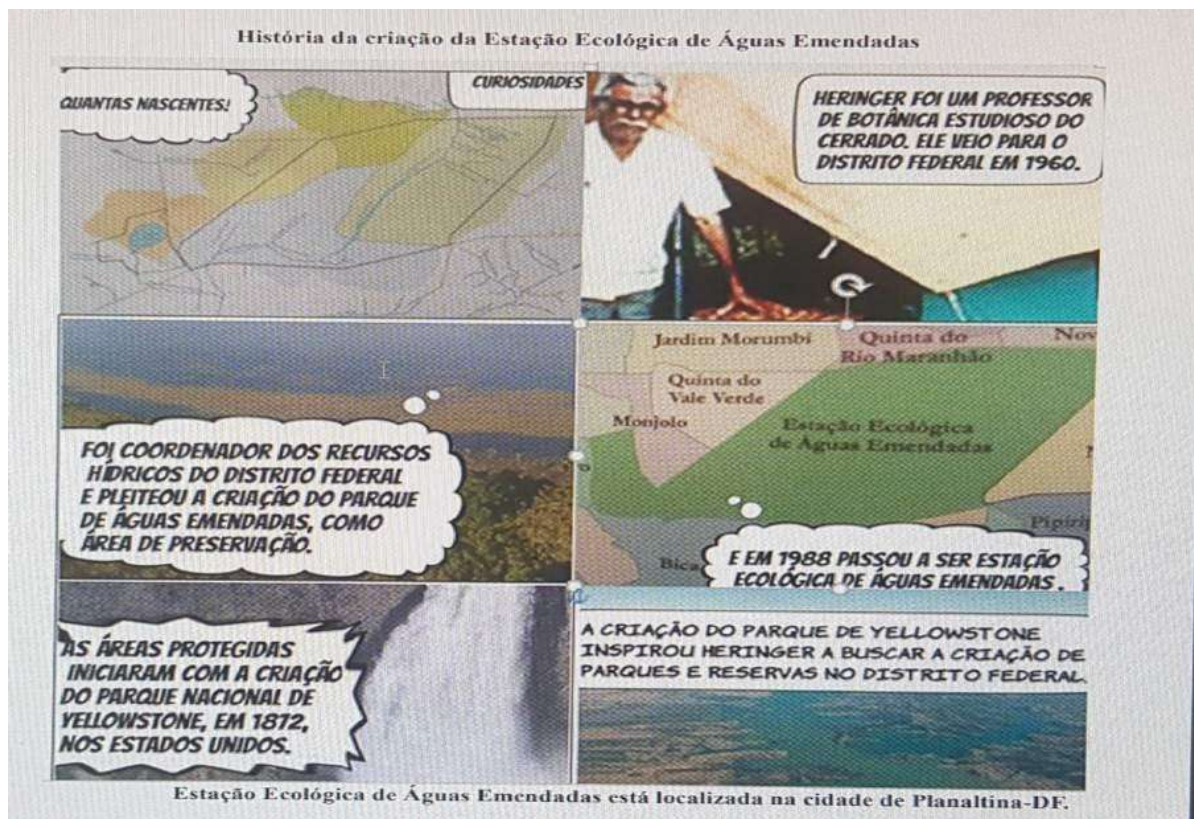 História da criação da Estação Ecológica de Águas Emendadas
QUANTAS NASCENTES!
CURIOSIDADES
HERINGER FOI UM PROFESSOR
DE BOTÂNICA ESTUDIOSO DO
CERRADO. ELE VEIO PARA O
DISTRITO FEDERAL EM 1960.
FOI COORDENADOR DOS RECURSOS
HÍDRICOS DO DISTRITO FEDERAL
E PLEITEOU A CRIAÇÃO DO PARQUE
DE ÁGUAS EMENDADAS, COMO
ÁREA DE PRESERVAÇÃO.
Jardim Morumbi
Quinta do
Rio Maranhão
Nov
Quinta do
Vale Verde
Monjolo
Estação Ecológica
de Águas Emendadas
Pipirip
Bica
E EM 1988 PASSOU A SER ESTAÇÃO
ECOLÓGICA DE ÁGUAS EMENDADAS .
AS ÁREAS PROTEGIDAS
INICIARAM COM A CRIAÇÃO
DO PARQUE NACIONAL DE
YELLOWSTONE, EM 1872,
NOS ESTADOS UNIDOS.
A CRIAÇÃO DO PARQUE DE YELLOWSTONE
INSPIROU HERINGER A BUSCAR A CRIAÇÃO DE
PARQUES E RESERVAS NO DISTRITO FEDERAL.
Estação Ecológica de Águas Emendadas está localizada na cidade de Planaltina-DF.